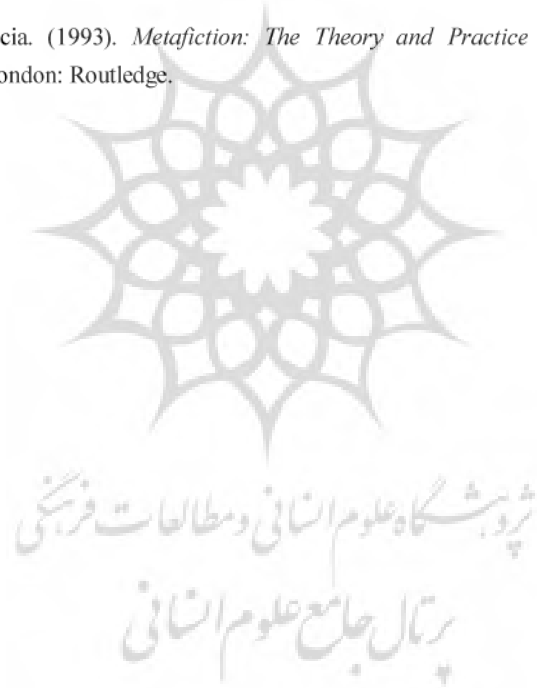 cia. (1993). Metafiction: The Theory and Practice
ondon: Routledge.
پژوهشگاه علوم انسانی و مطالعات فرهنگی
پرتال جامع علوم انسانی